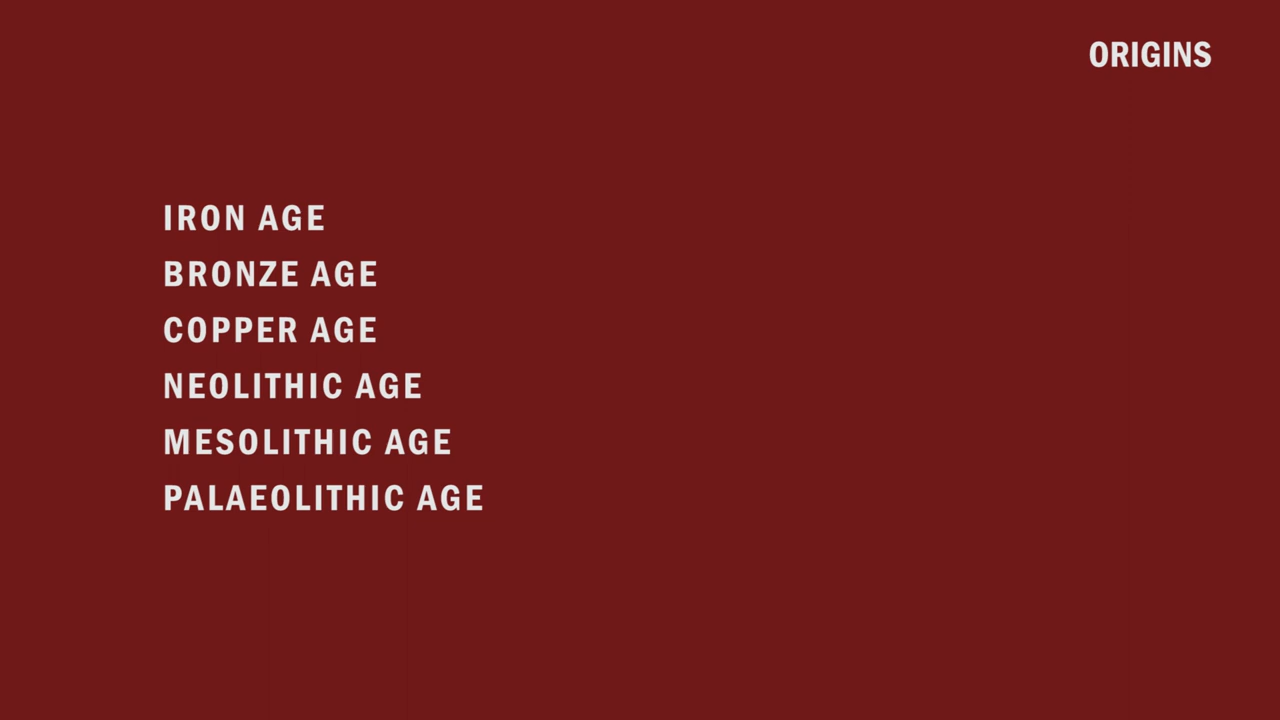 ORIGINS
IRON AGE
BRONZE AGE
COPPER AGE
NEOLITHIC AGE
MESOLITHIC AGE
PALAEOLITHIC AGE